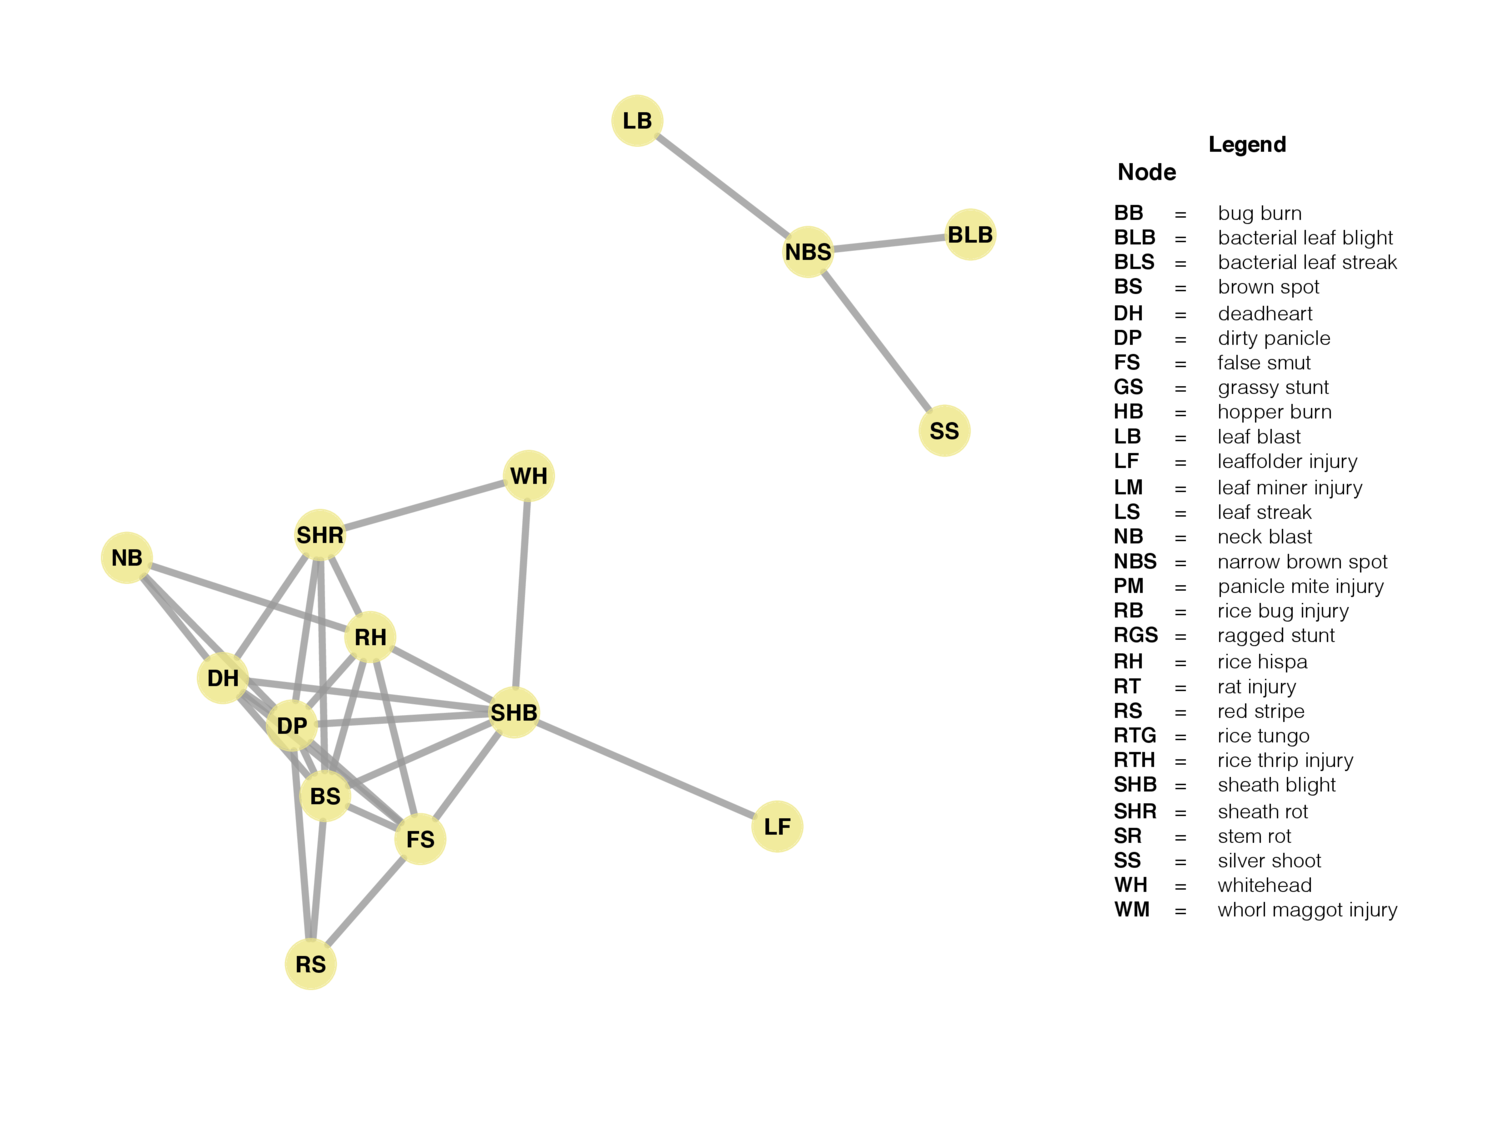 LB
BLB
NBS
SS
WH
SHR
NB
RH
DH
SHB
DP
BS
LF
FS
RS
Legend
Node
BB = bug burn
BLB = bacterial leaf blight
BLS = bacterial leaf streak
BS = brown spot
DH = deadheart
DP = dirty panicle
FS = false smut
GS = grassy stunt
HB = hopper burn
LB = leaf blast
LF = leaffolder injury
LM = leaf miner injury
LS = leaf streak
NB = neck blast
NBS = narrow brown spot
PM = panicle mite injury
RB = rice bug injury
RGS = ragged stunt
RH = rice hispa
RT = rat injury
RS = red stripe
RTG = rice tungo
RTH = rice thrip injury
SHB = sheath blight
SHR = sheath rot
SR = stem rot
SS = silver shoot
WH = whitehead
WM = whorl maggot injury